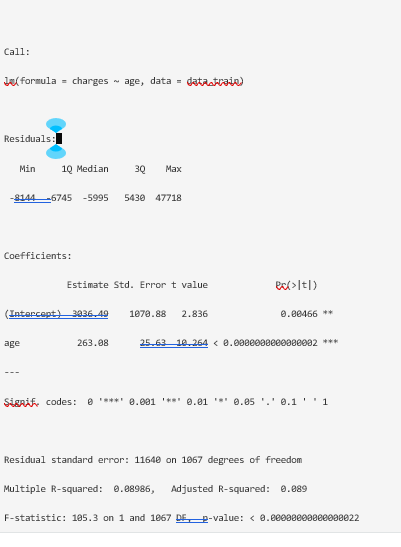 Call:
lm(formula = charges ~ age, data = data_train)
Residuals:
Min 1Q Median 3Q Max
-8144 -6745 -5995 5430 47718
Coefficients:
Estimate Std. Error t value Pr(>|t|)
(Intercept) 3036.49 1070.88 2.836 0.00466 **
age 263.08 25.63 10.264 < 0.0000000000000002 ***
---
Signif. codes: 0 '***' 0.001 '**' 0.01 '*' 0.05 '.' 0.1 ' ' 1
Residual standard error: 11640 on 1067 degrees of freedom
Multiple R-squared: 0.08986, Adjusted R-squared: 0.089
F-statistic: 105.3 on 1 and 1067 DF, p-value: < 0.00000000000000022